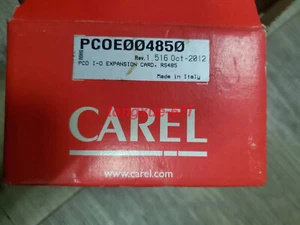 PCOE004850
Rev.1.516 Oct-2012
PCO I-O EXPANSION CARD, RS485
Made in Italy
CAREL
www.carel.com